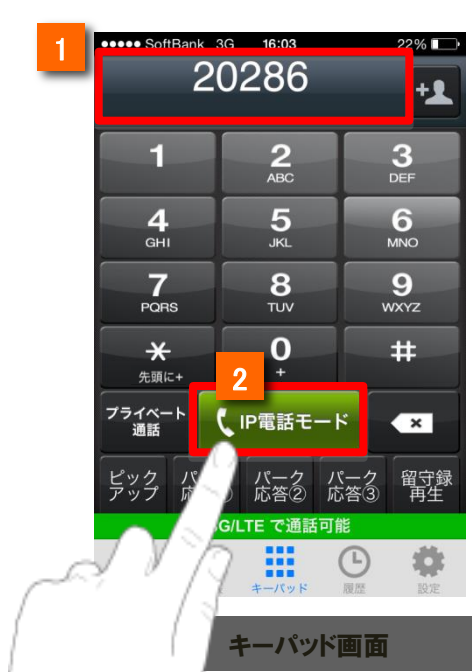 1
●●●●● SoftBank 3G 16:03 22%
20286
+
1 2 3
ABC DEF
4 5 6
GHI JKL MNO
7 8 9
PQRS TUV WXYZ
* 0 #
先頭に+ +
2
プライベート
通話
IP電話モード
×
ピック
アップ
パーク
応答②
パーク
応答③
留守録
再生
G/LTE で通話可能
キーパッド 履歴 設定
キーパッド画面